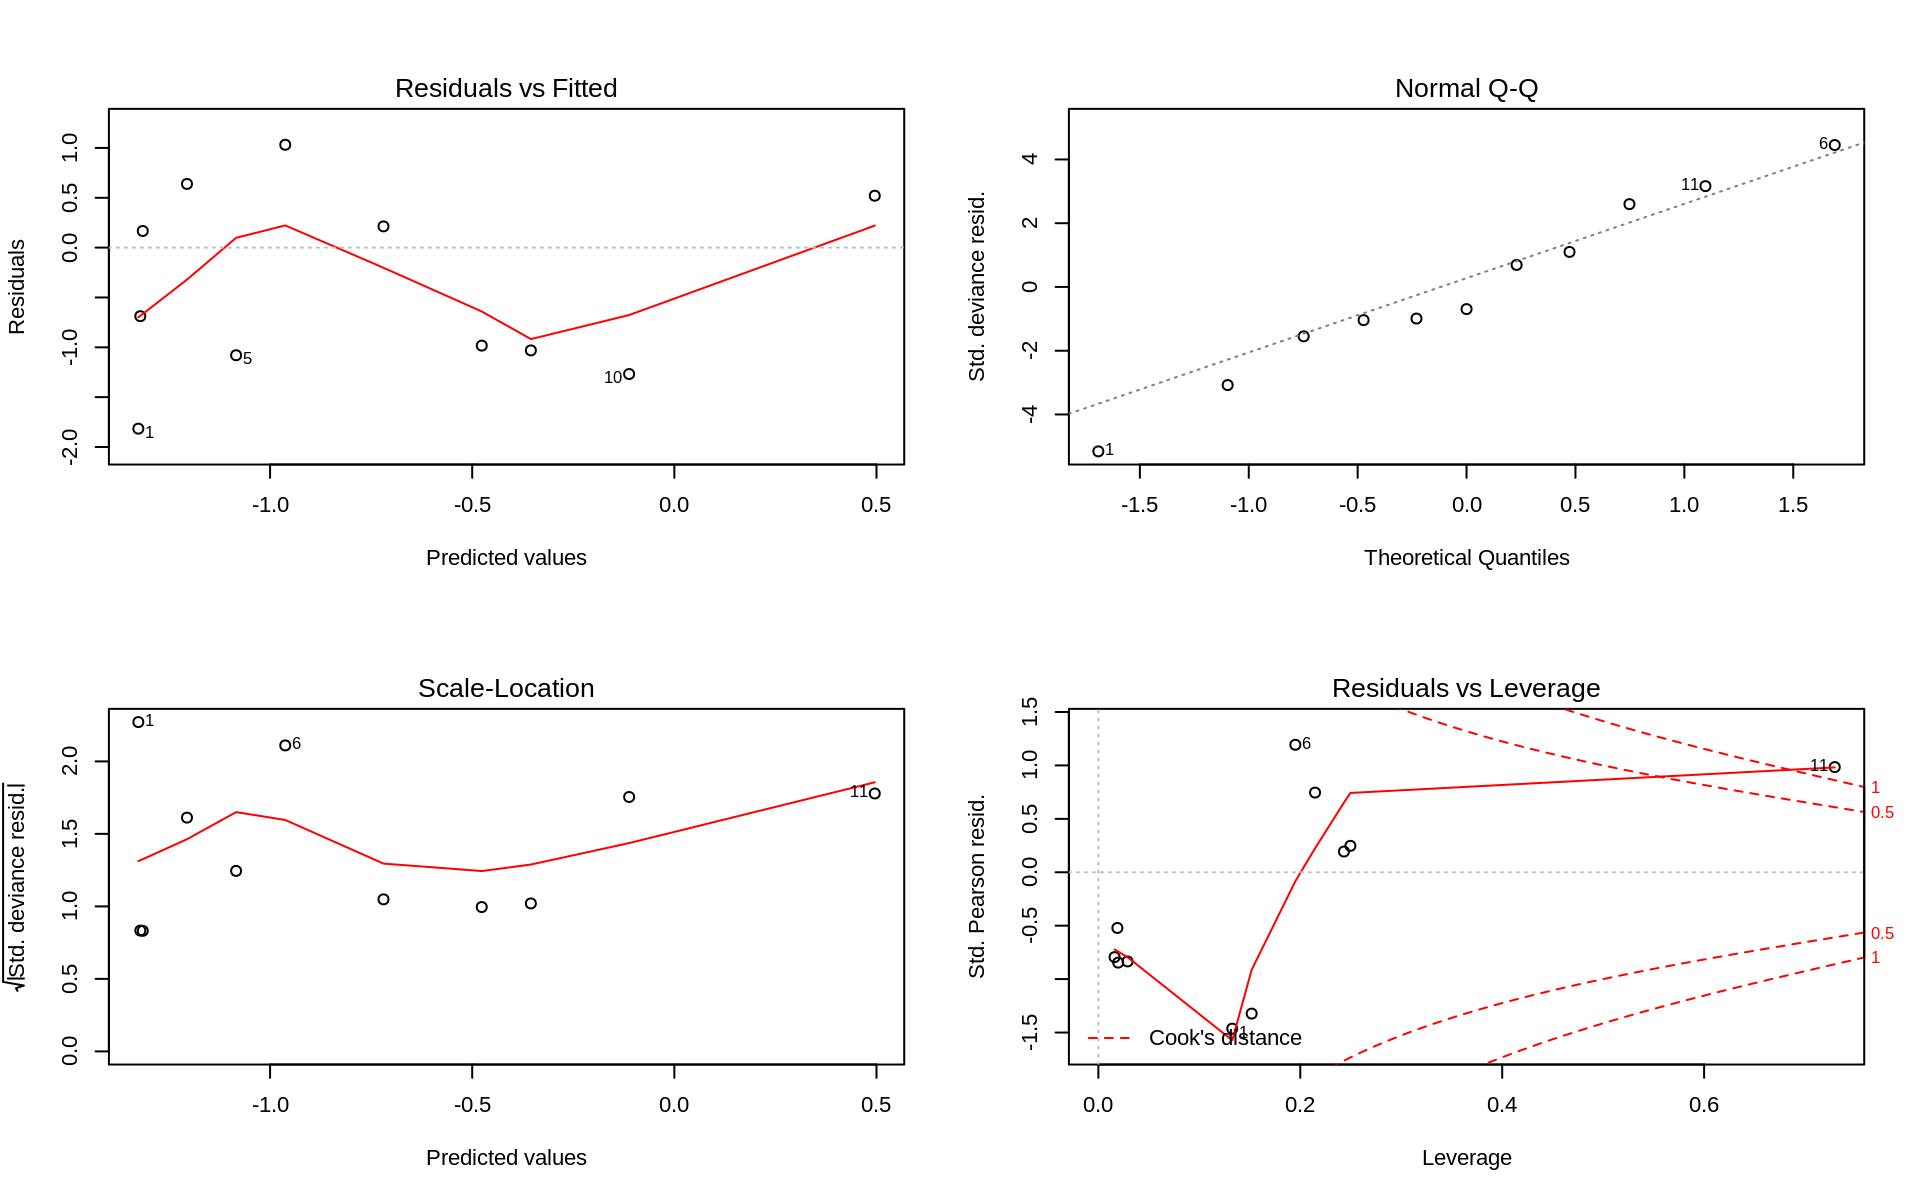 Residuals vs Fitted
Residuals
1.0
0.5
0.0
-1.0
-2.0
5
10
1
-1.0 -0.5 0.0 0.5
Predicted values
Normal Q-Q
Std. deviance resid.
4
2
0
-2
-4
6
11
1
-1.5 -1.0 -0.5 0.0 0.5 1.0 1.5
Theoretical Quantiles
Scale-Location
√|Std. deviance resid.|
2.0
1.5
1.0
0.5
0.0
1
6
11
-1.0 -0.5 0.0 0.5
Predicted values
Residuals vs Leverage
Std. Pearson resid.
1.5
1.0
0.5
0.0
-0.5
-1.5
6
11
1
0.5
0.5
1
1
Cook's distance
0.0 0.2 0.4 0.6
Leverage